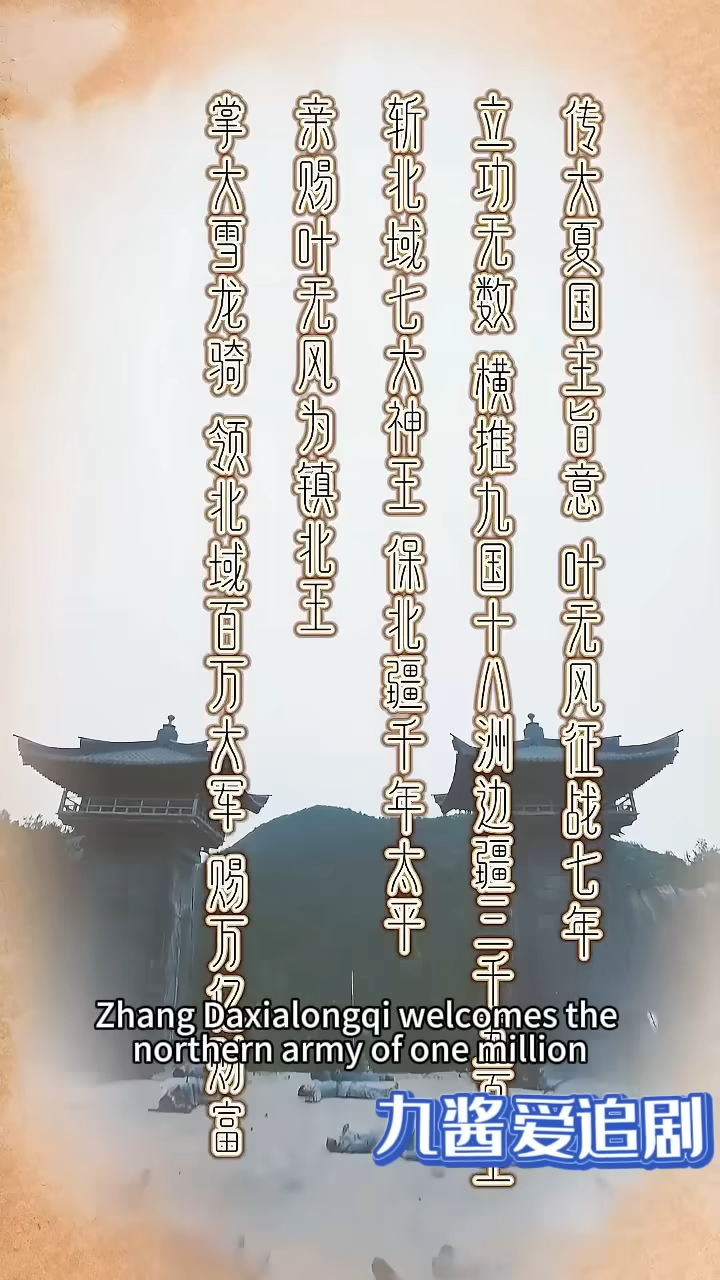 传大夏国主旨意 叶无风征战七年
立功无数 横推九国十八洲边疆三千
斩北域七大神王 保北疆千年太平
亲赐叶无风为镇北王
掌大雪龙骑 领北域百万大军 赐万亿财富
Zhang Daxialongqi welcomes the
northern army of one million
九酱爱追剧